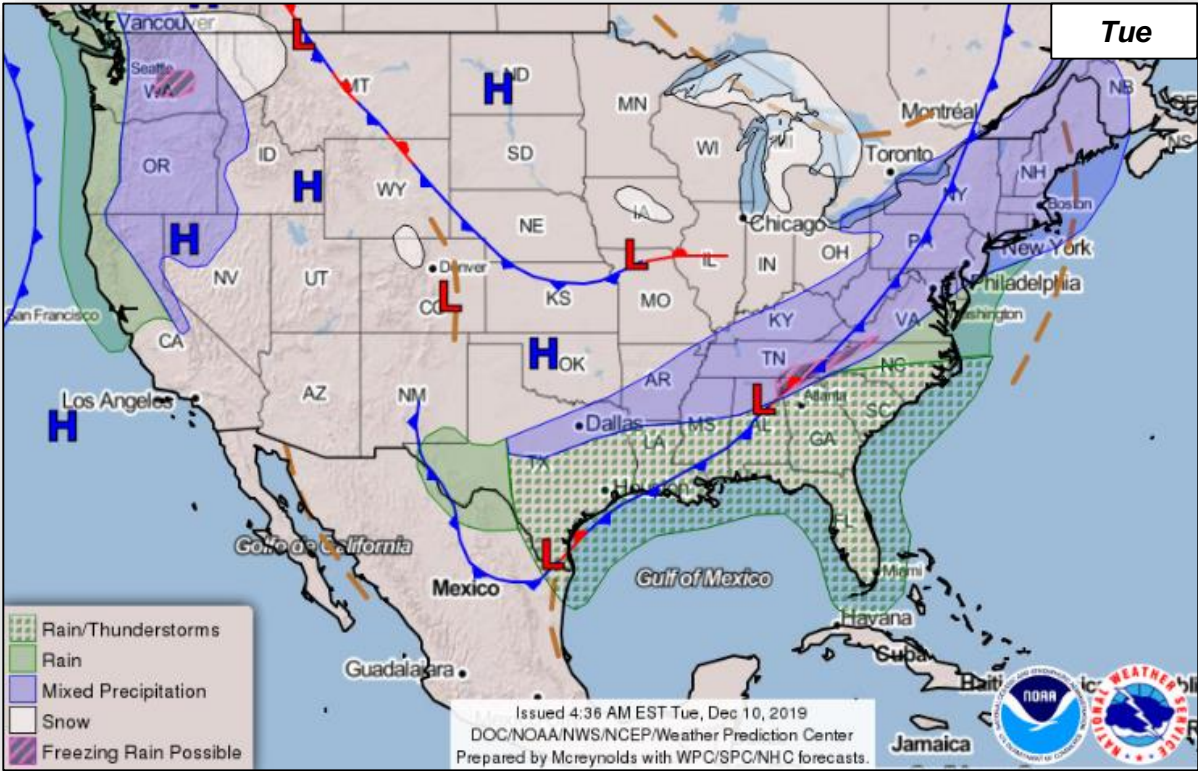 Tue
Vancouver
Seattle
WA
MT
ND
MN
Montréal
NB
NS
OR
ID
SD
WI
MI
Toronto
NH
NY
Boston
WY
NE
IA
Chicago
OH
PA
New York
NV
UT
Denver
CO
KS
IL
IN
MO
Philadelphia
San Francisco
CA
KY
VA
Washington
TN
NC
Los Angeles
AZ
NM
OK
AR
Atlanta
SC
Dallas
MS
AL
GA
LA
TX
Houston
FL
Golfo de California
Mexico
Gulf of Mexico
Miami
Havana
Cuba
Guadalajara
Haiti
Jamaica
H
H
H
H
H
L
L
L
L
L
Rain/Thunderstorms
Rain
Mixed Precipitation
Snow
Freezing Rain Possible
Issued 4:36 AM EST Tue, Dec 10, 2019
DOC/NOAA/NWS/NCEP/Weather Prediction Center
Prepared by Mcreynolds with WPC/SPC/NHC forecasts.
NOAA
NATIONAL WEATHER SERVICE